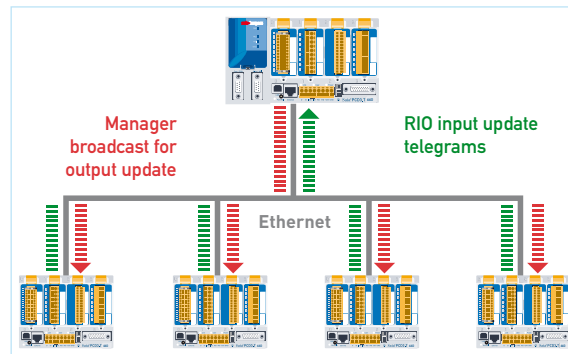 Manager
broadcast for
output update
RIO input update
telegrams
Ethernet